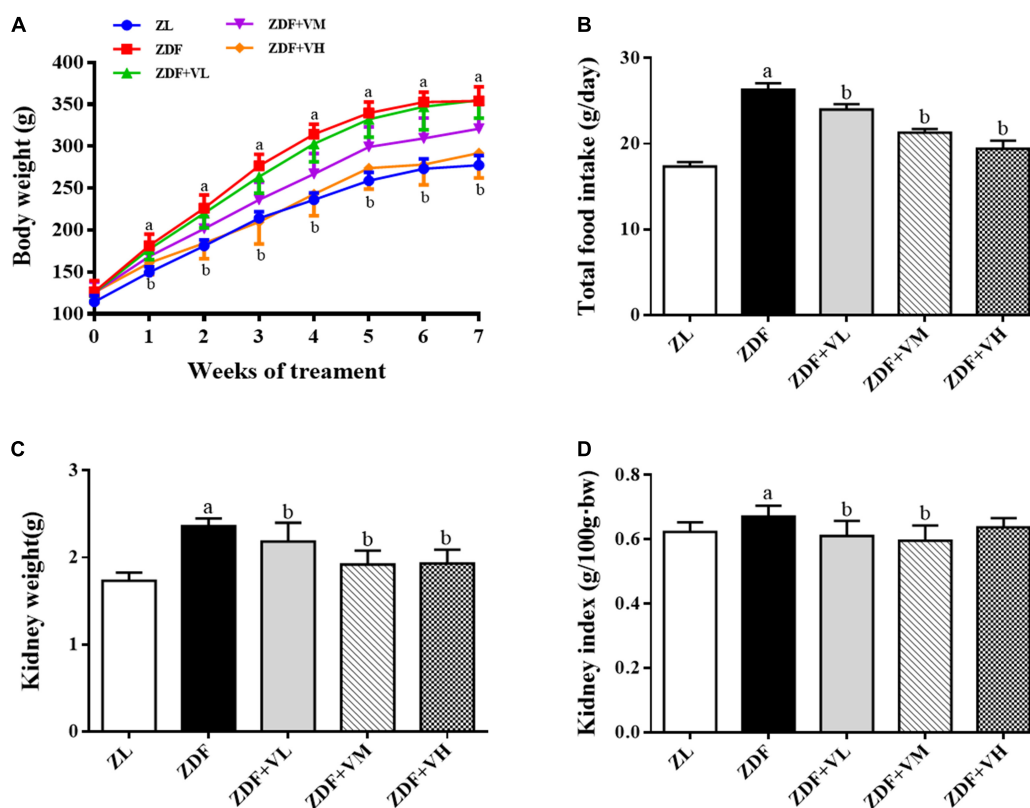 A
ZL
ZDF
ZDF+VL
ZDF+VM
ZDF+VH
Body weight (g)
400
350
300
250
200
150
100
a
a
a
a
a
a
a
b
b
b
b
b
b
b
0 1 2 3 4 5 6 7
Weeks of treament
B
Total food intake (g/day)
30
20
10
0
a
b
b
b
ZL
ZDF
ZDF+VL
ZDF+VM
ZDF+VH
C
Kidney weight(g)
3
2
1
0
a
b
b
b
ZL
ZDF
ZDF+VL
ZDF+VM
ZDF+VH
D
Kidney index (g/100g·bw)
0.8
0.6
0.4
0.2
0.0
a
b
b
ZL
ZDF
ZDF+VL
ZDF+VM
ZDF+VH